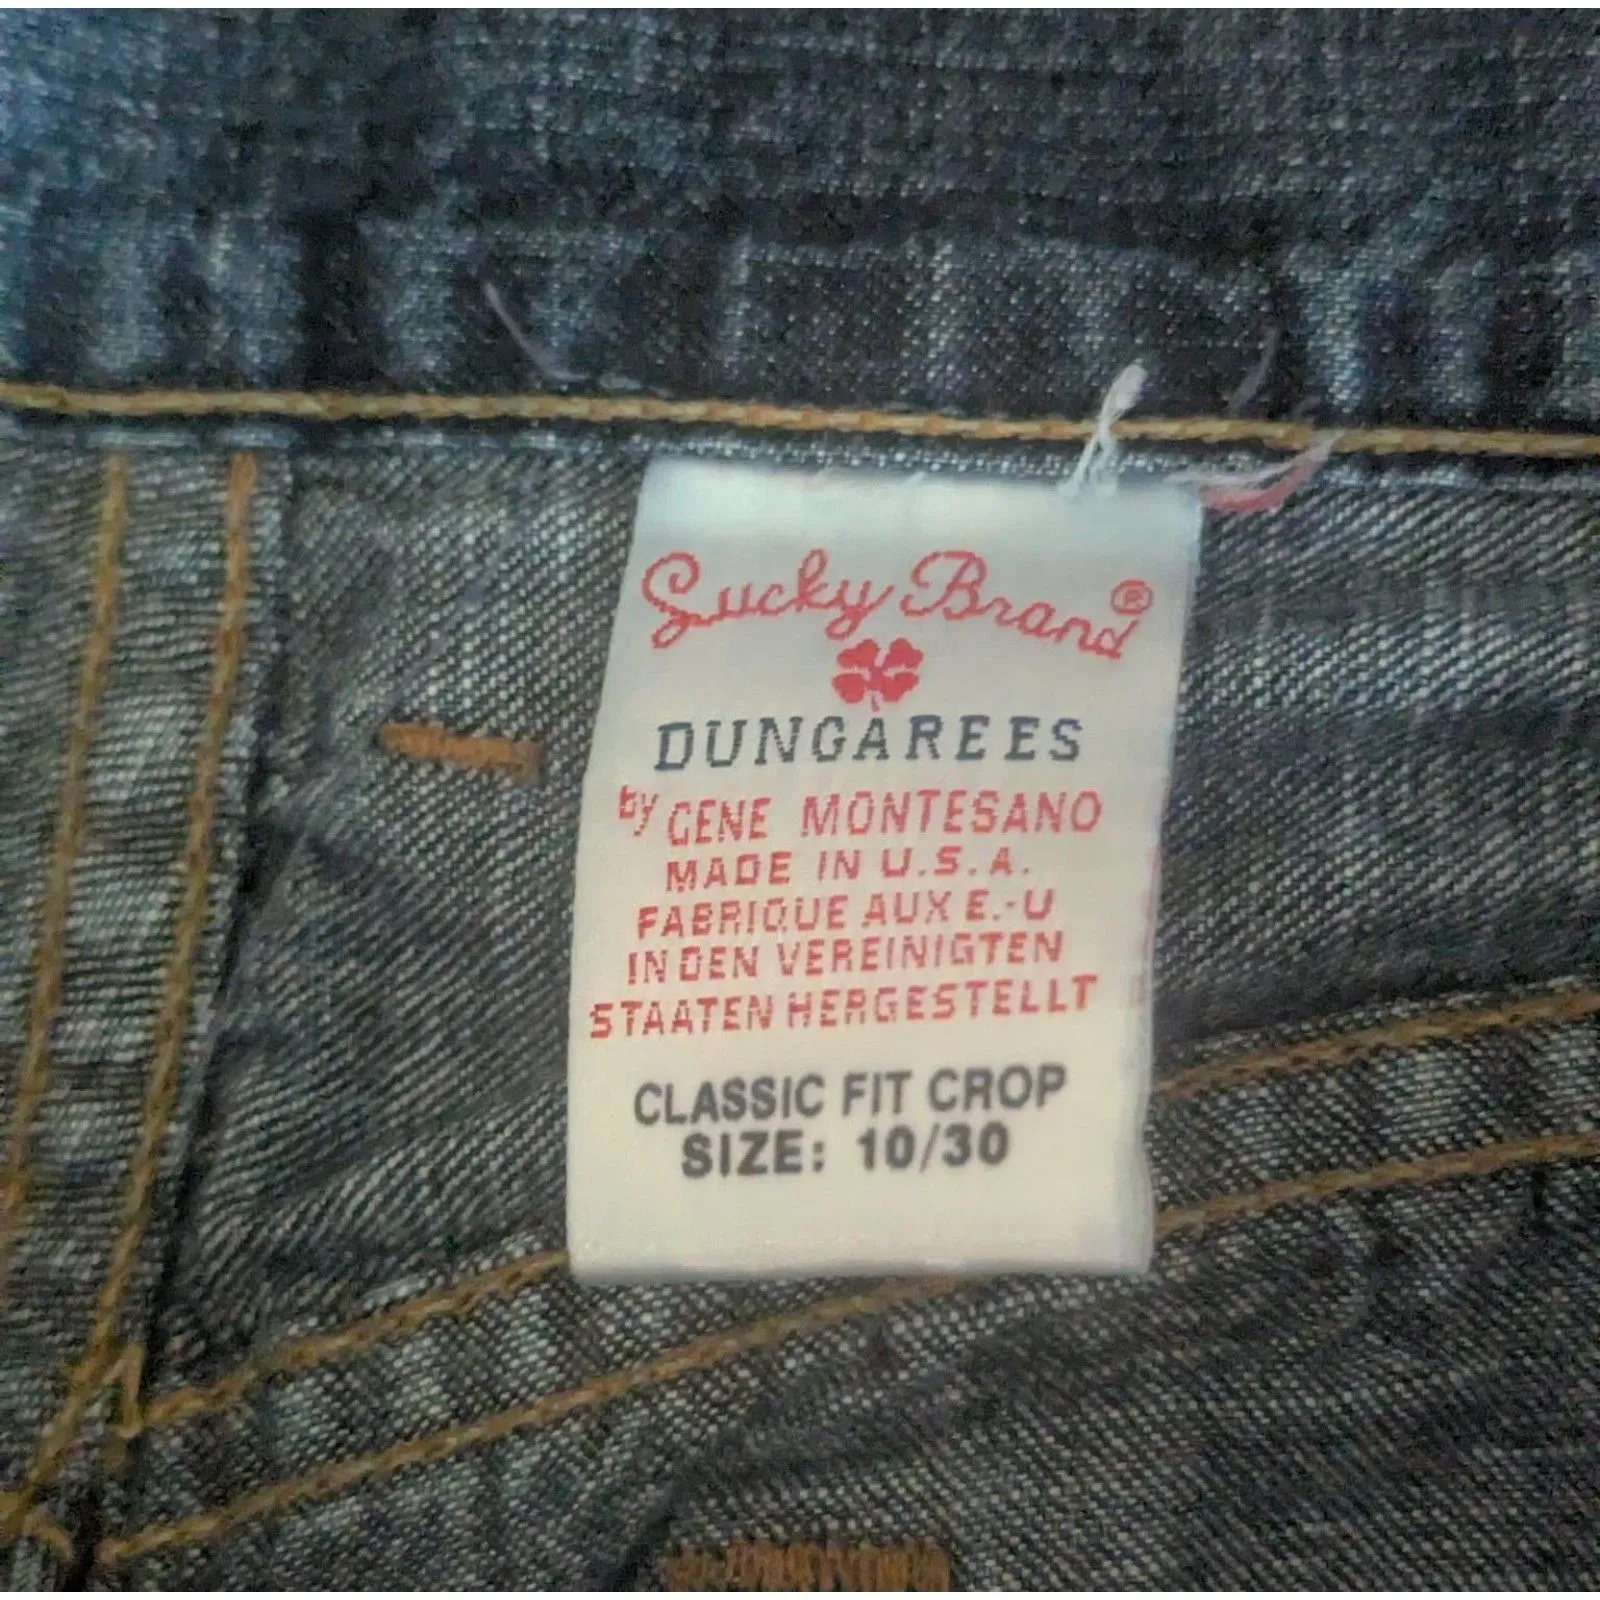 Lucky Brand®
DUNGAREES
by GENE MONTESANO
MADE IN U.S.A.
FABRIQUE AUX E.-U
IN DEN VEREINIGTEN
STAATEN HERGESTELLT
CLASSIC FIT CROP
SIZE: 10/30